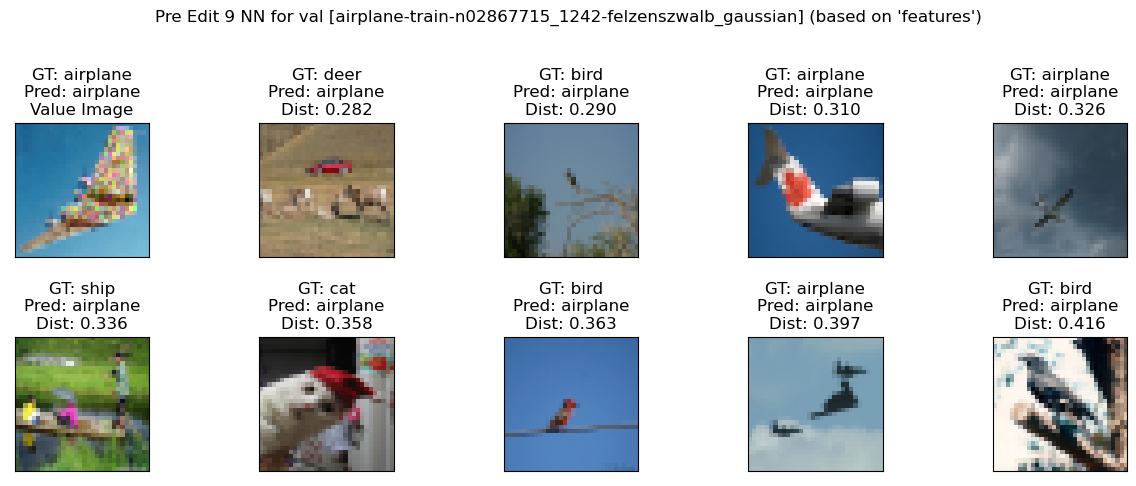 Pre Edit 9 NN for val [airplane-train-n02867715_1242-felzenszwalb_gaussian] (based on 'features')
GT: airplane
Pred: airplane
Value Image
GT: deer
Pred: airplane
Dist: 0.282
GT: bird
Pred: airplane
Dist: 0.290
GT: airplane
Pred: airplane
Dist: 0.310
GT: airplane
Pred: airplane
Dist: 0.326
GT: ship
Pred: airplane
Dist: 0.336
GT: cat
Pred: airplane
Dist: 0.358
GT: bird
Pred: airplane
Dist: 0.363
GT: airplane
Pred: airplane
Dist: 0.397
GT: bird
Pred: airplane
Dist: 0.416